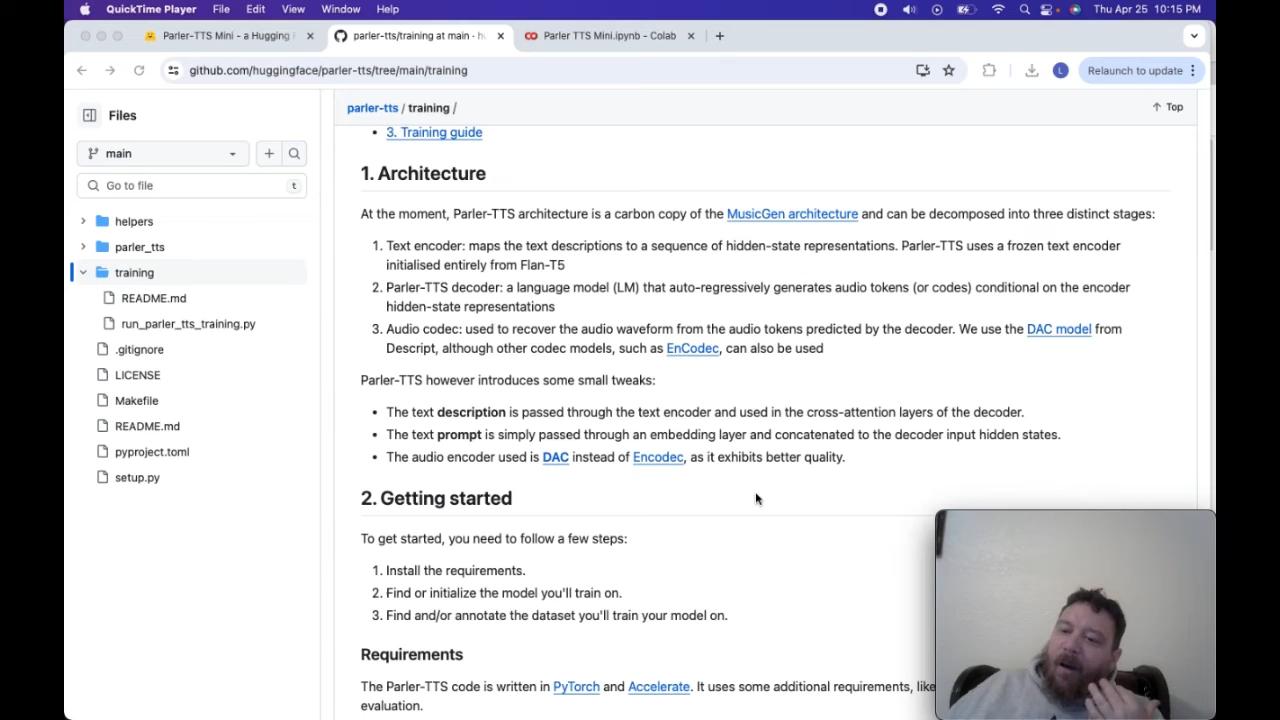 QuickTime Player File Edit View Window Help Thu Apr 25 10:15 PM
Parler-TTS Mini - a Hugging parler-tts/training at main · hu Parler TTS Mini.ipynb - Colab
github.com/huggingface/parler-tts/tree/main/training L Relaunch to update
Files
main
Go to file t
helpers
parler_tts
training
README.md
run_parler_tts_training.py
.gitignore
LICENSE
Makefile
README.md
pyproject.toml
setup.py
parler-tts / training / Top
3. Training guide
1. Architecture
At the moment, Parler-TTS architecture is a carbon copy of the MusicGen architecture and can be decomposed into three distinct stages:
1. Text encoder: maps the text descriptions to a sequence of hidden-state representations. Parler-TTS uses a frozen text encoder
initialised entirely from Flan-T5
2. Parler-TTS decoder: a language model (LM) that auto-regressively generates audio tokens (or codes) conditional on the encoder
hidden-state representations
3. Audio codec: used to recover the audio waveform from the audio tokens predicted by the decoder. We use the DAC model from
Descript, although other codec models, such as EnCodec, can also be used
Parler-TTS however introduces some small tweaks:
• The text description is passed through the text encoder and used in the cross-attention layers of the decoder.
• The text prompt is simply passed through an embedding layer and concatenated to the decoder input hidden states.
• The audio encoder used is DAC instead of Encodec, as it exhibits better quality.
2. Getting started
To get started, you need to follow a few steps:
1. Install the requirements.
2. Find or initialize the model you'll train on.
3. Find and/or annotate the dataset you'll train your model on.
Requirements
The Parler-TTS code is written in PyTorch and Accelerate. It uses some additional requirements, like
evaluation.